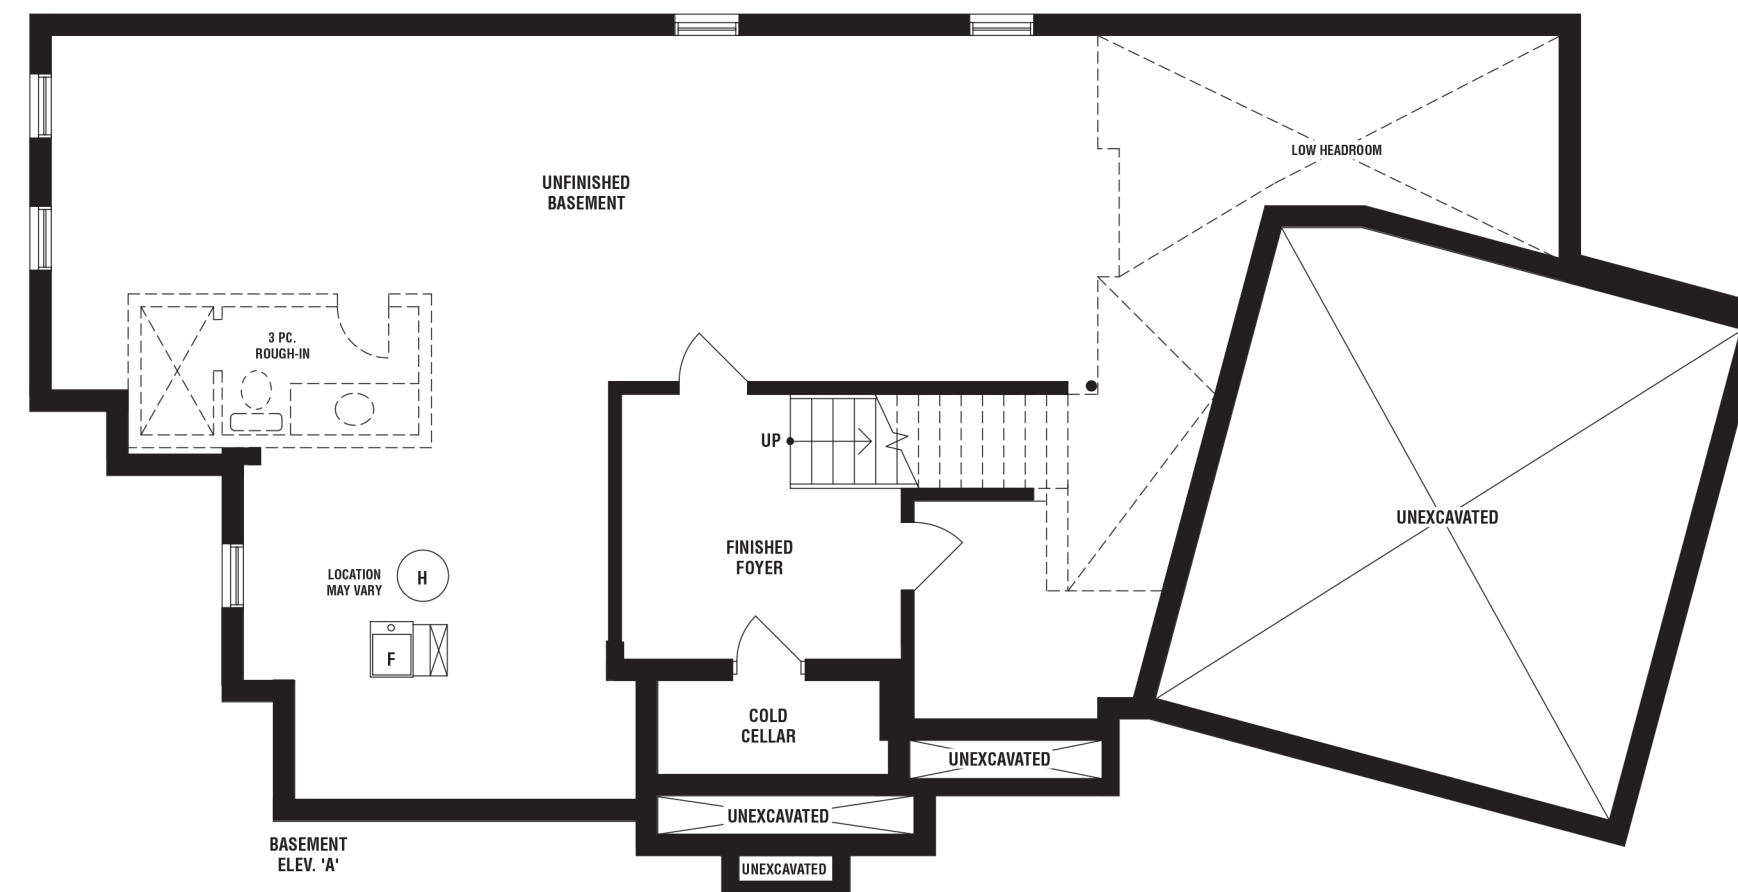 LOW HEADROOM
UNFINISHED
BASEMENT
3 PC.
ROUGH-IN
UP
UNEXCAVATED
FINISHED
FOYER
LOCATION
MAY VARY
H
F
COLD
CELLAR
UNEXCAVATED
UNEXCAVATED
BASEMENT
ELEV. 'A'
UNEXCAVATED